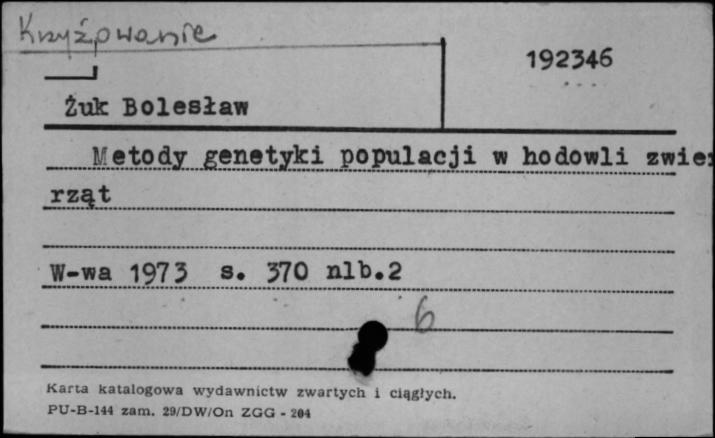 Krzyżowanie
192346
Żuk Bolesław
Metody genetyki populacji w hodowli zwie
rząt
W-wa 1973 s. 370 nlb.2
6
Karta katalogowa wydawnictw zwartych i ciągłych.
PU-B-144 zam. 29/DW/On ZGG - 204